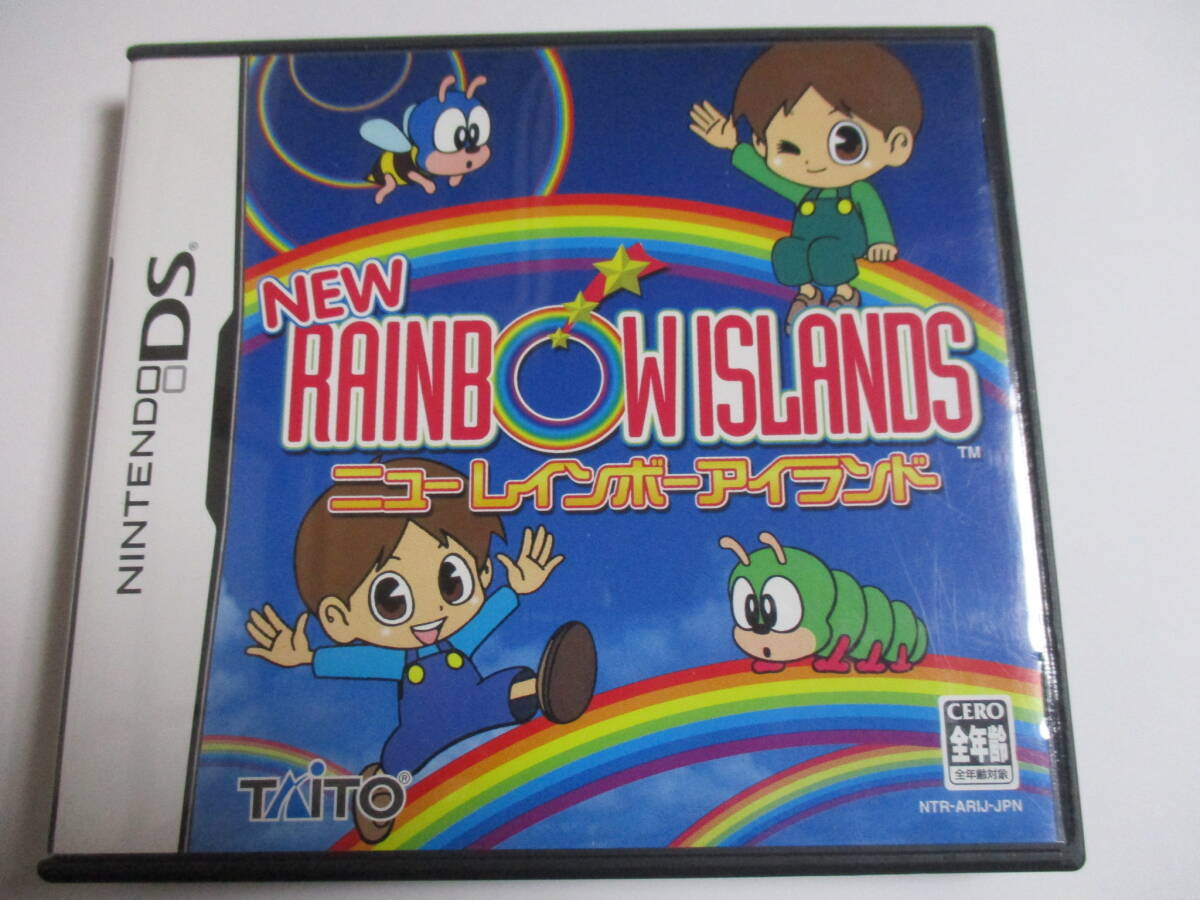 NINTENDO DS®
NEW
RAINBOW ISLANDS
TM
ニューレインボーアイランド
TAITO®
CERO
全年齢
全年齢対象
NTR-ARIJ-JPN